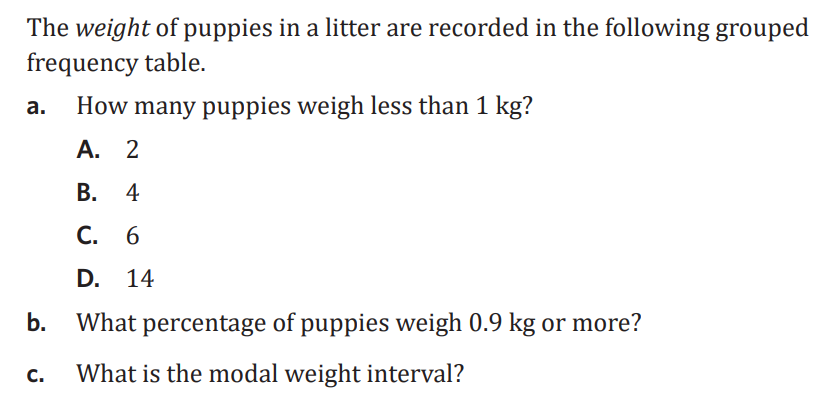 The weight of puppies in a litter are recorded in the following grouped
frequency table.
a. How many puppies weigh less than 1 kg?
A. 2
B. 4
C. 6
D. 14
b. What percentage of puppies weigh 0.9 kg or more?
c. What is the modal weight interval?